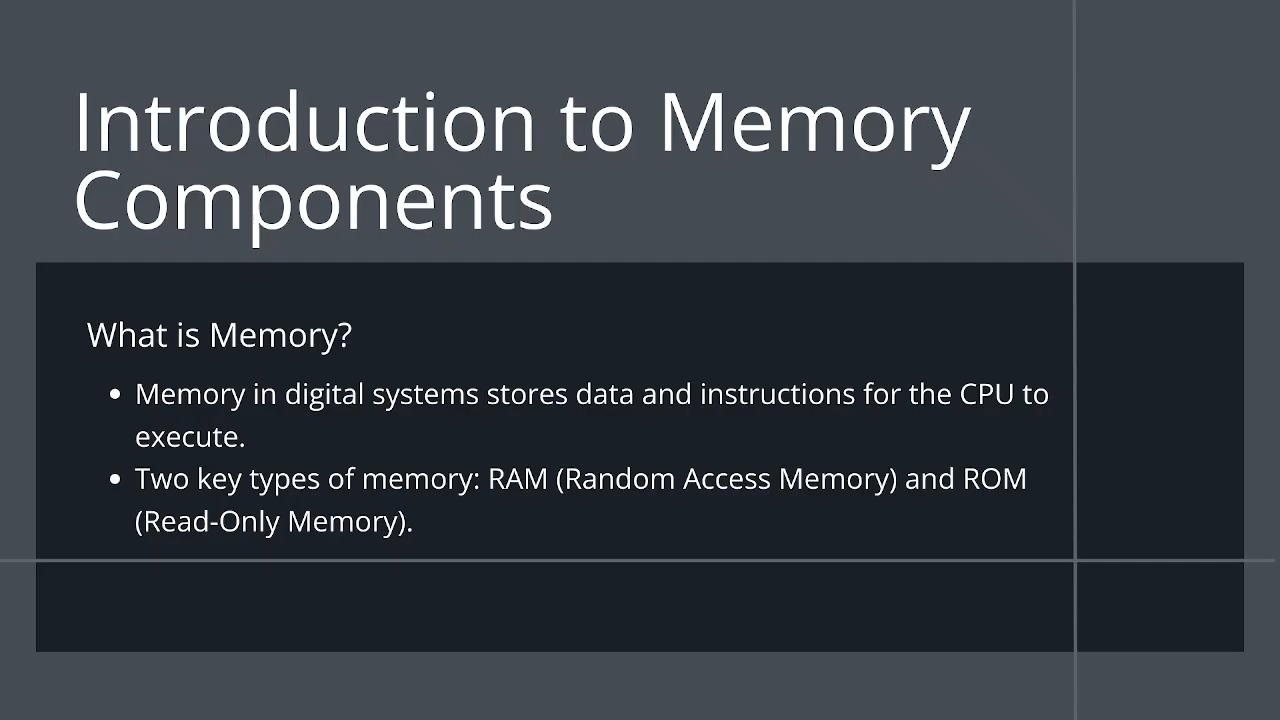 Introduction to Memory
Components
What is Memory?
• Memory in digital systems stores data and instructions for the CPU to
execute.
• Two key types of memory: RAM (Random Access Memory) and ROM
(Read-Only Memory).